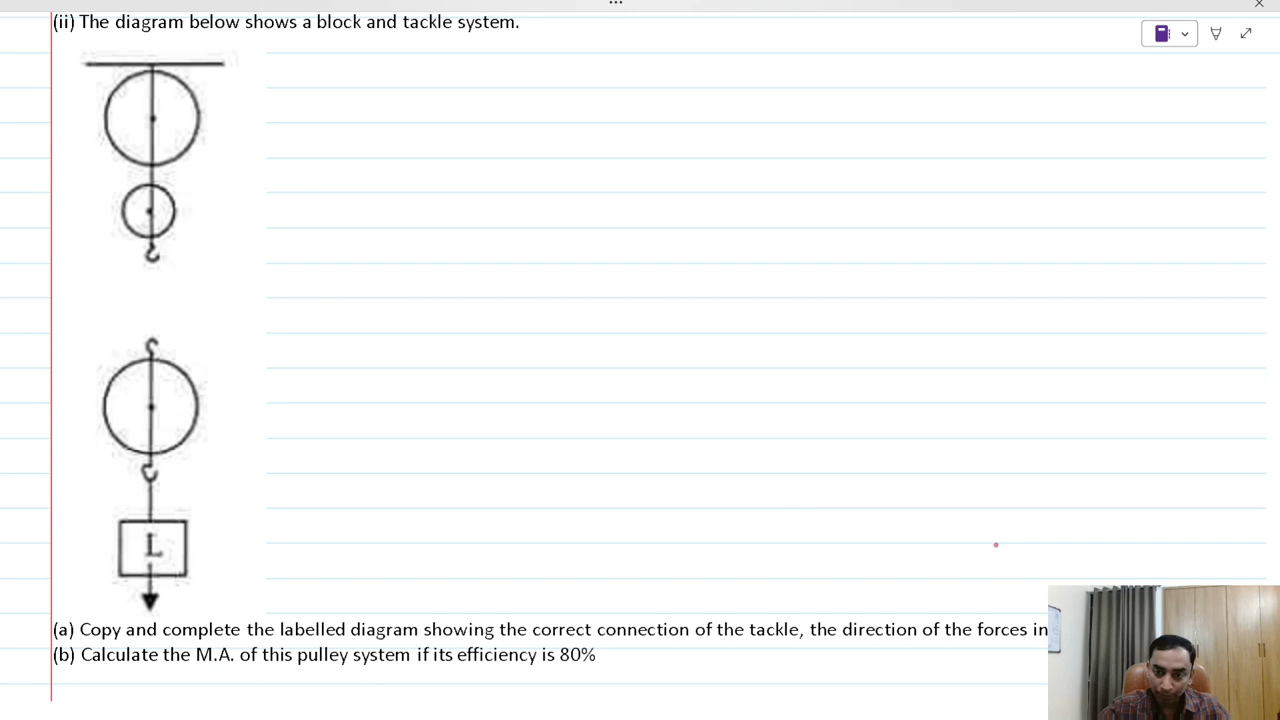 (ii) The diagram below shows a block and tackle system.
L
(a) Copy and complete the labelled diagram showing the correct connection of the tackle, the direction of the forces in
(b) Calculate the M.A. of this pulley system if its efficiency is 80%